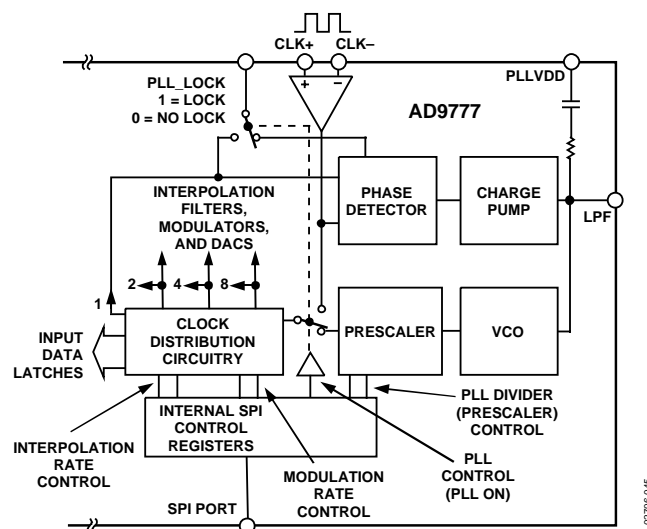 CLK+
CLK–
PLL_LOCK
1 = LOCK
0 = NO LOCK
PLLVDD
+
–
AD9777
INTERPOLATION
FILTERS,
MODULATORS,
AND DACS
PHASE
DETECTOR
CHARGE
PUMP
LPF
2
4
8
1
CLOCK
DISTRIBUTION
CIRCUITRY
PRESCALER
VCO
INPUT
DATA
LATCHES
INTERNAL SPI
CONTROL
REGISTERS
PLL DIVIDER
(PRESCALER)
CONTROL
INTERPOLATION
RATE
CONTROL
MODULATION
RATE
CONTROL
PLL
CONTROL
(PLL ON)
SPI PORT